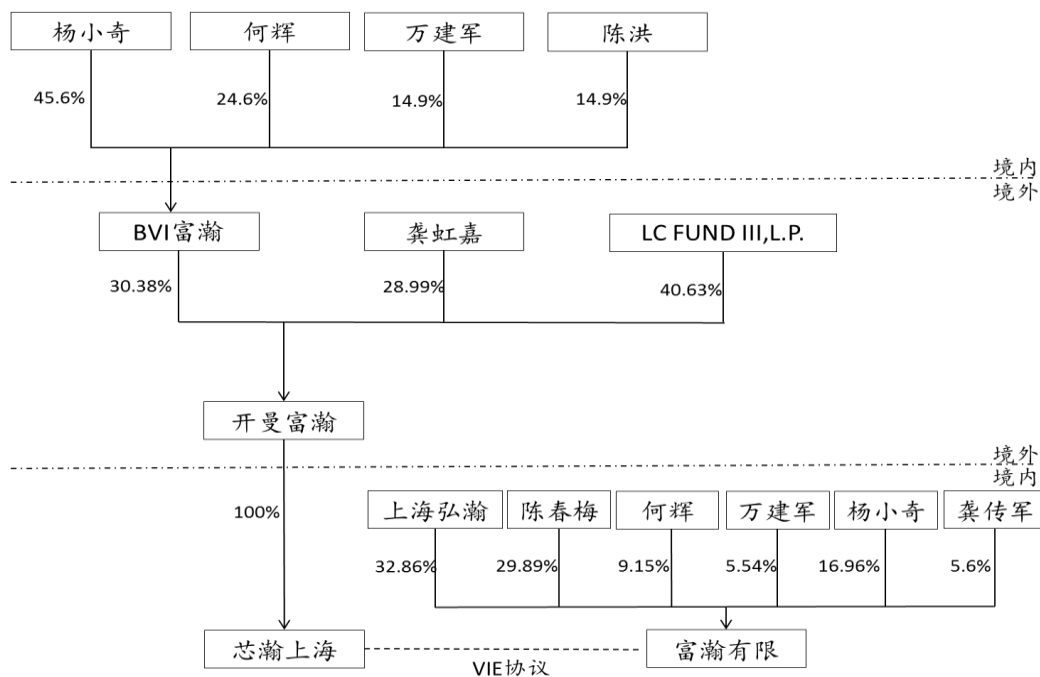 杨小奇
何辉
万建军
陈洪
45.6%
24.6%
14.9%
14.9%
境内
境外
BVI富瀚
龚虹嘉
LC FUND III,L.P.
30.38%
28.99%
40.63%
开曼富瀚
境外
境内
100%
上海弘瀚
陈春梅
何辉
万建军
杨小奇
龚传军
32.86%
29.89%
9.15%
5.54%
16.96%
5.6%
芯瀚上海
VIE协议
富瀚有限